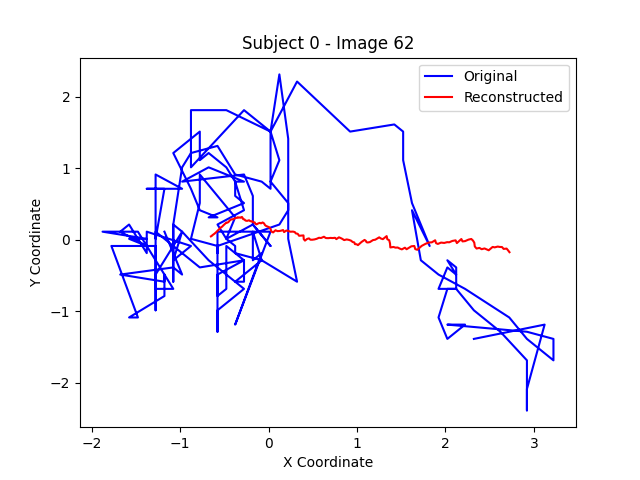 Subject 0 - Image 62
Original
Reconstructed
Y Coordinate
2
1
0
−1
−2
−2
−1
0
1
2
3
X Coordinate